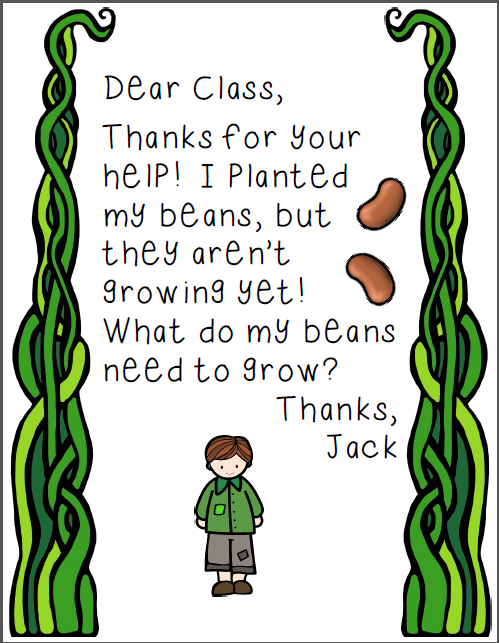 Dear Class,
Thanks for your
help! I planted
my beans, but
they aren't
growing yet!
What do my beans
need to grow?
Thanks,
Jack